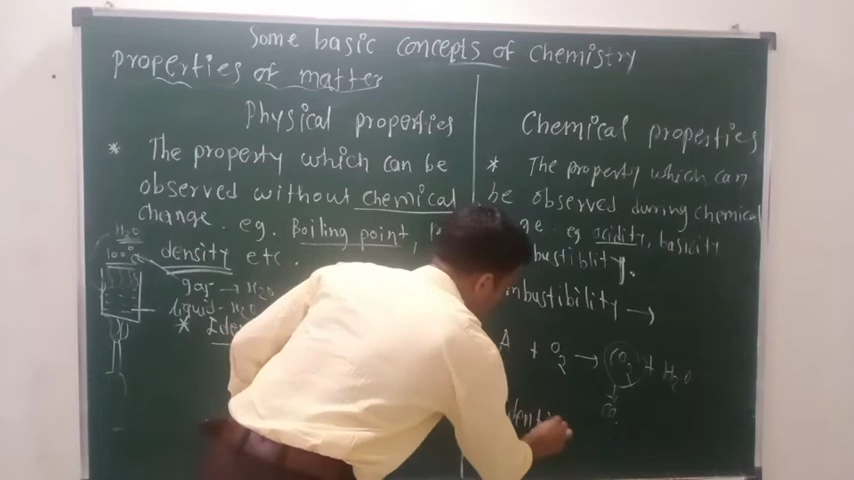 Some basic concepts of chemistry
properties of matter
Physical properties
* The property which can be
observed without chemical
change. eg. Boiling point,
density etc.
H₂O
100°C
gas → H₂O
liquid - H₂O
*
Chemical properties
* The property which can
be observed during chemical
eg acidity, basicity
→
A + O₂ → CO₂ + H₂O